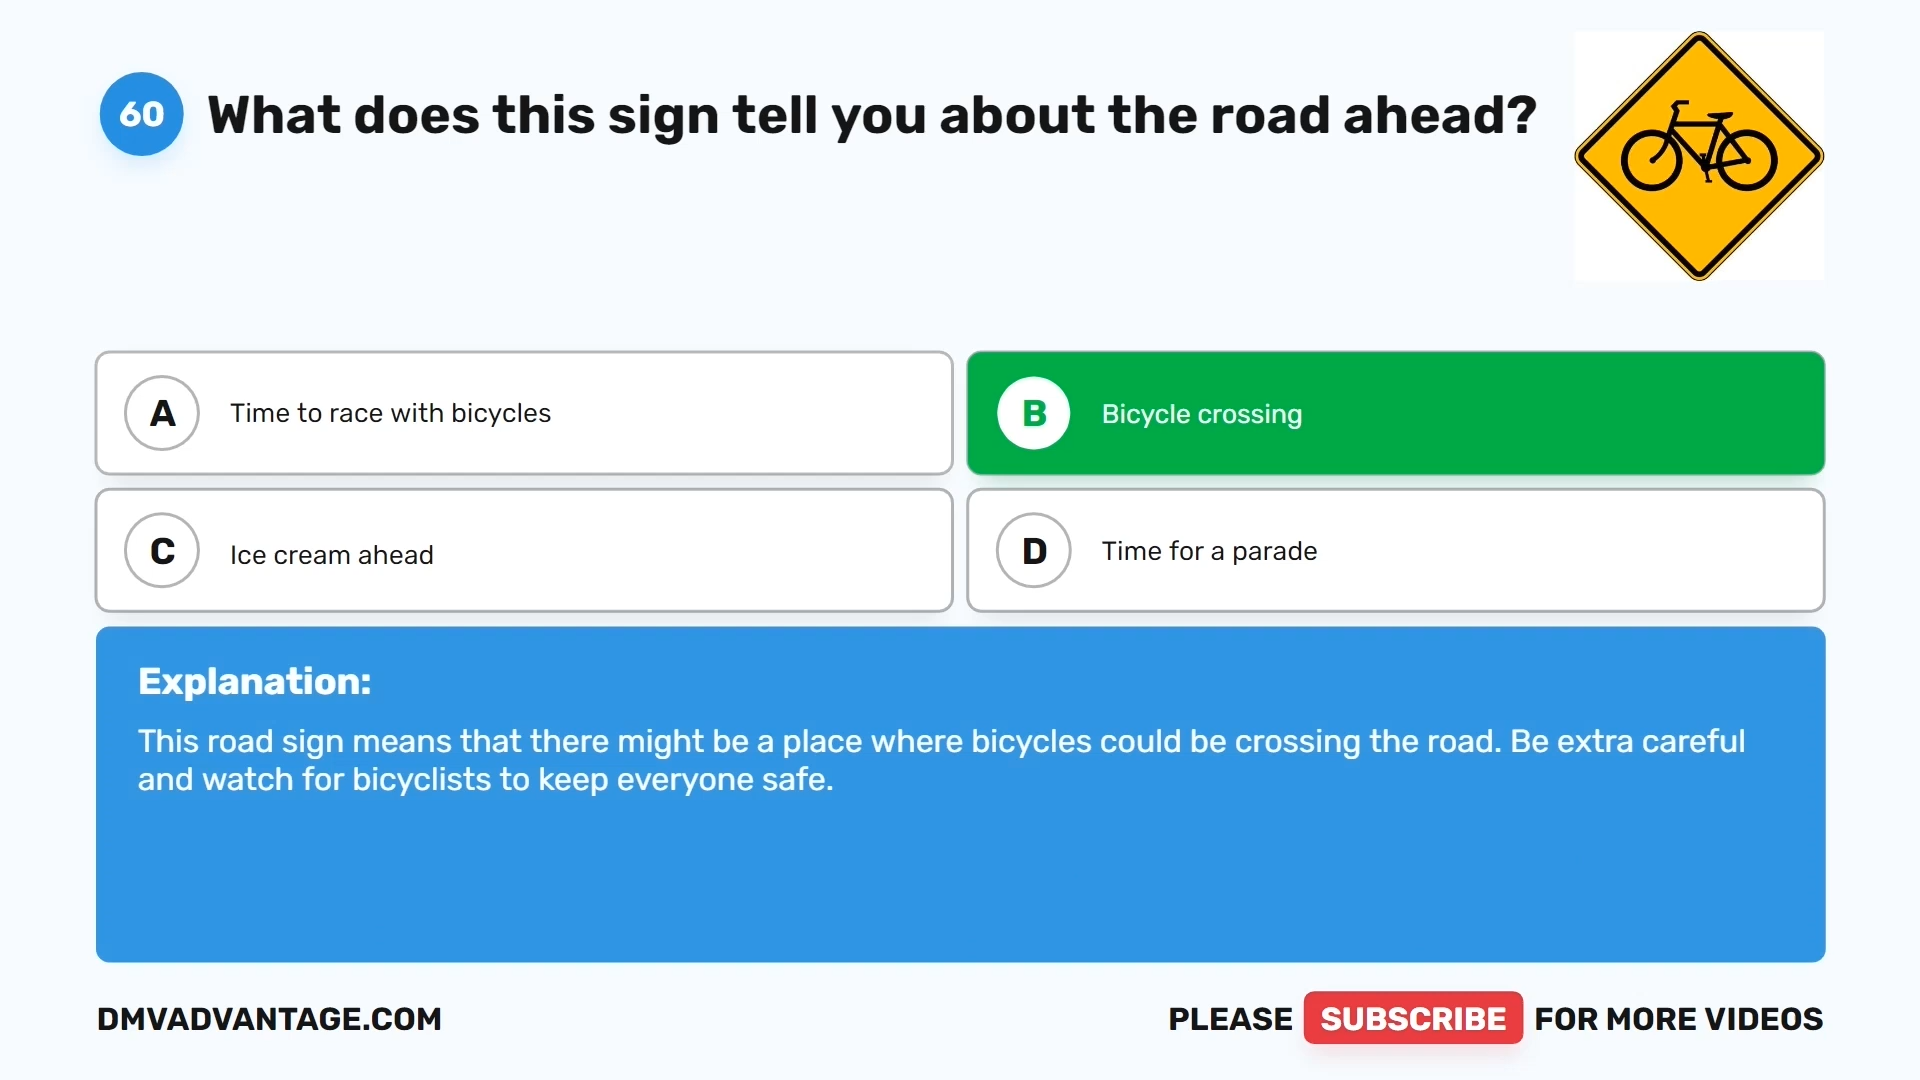 60
What does this sign tell you about the road ahead?
A
Time to race with bicycles
B
Bicycle crossing
C
Ice cream ahead
D
Time for a parade
Explanation:
This road sign means that there might be a place where bicycles could be crossing the road. Be extra careful
and watch for bicyclists to keep everyone safe.
DMVADVANTAGE.COM
PLEASE SUBSCRIBE FOR MORE VIDEOS